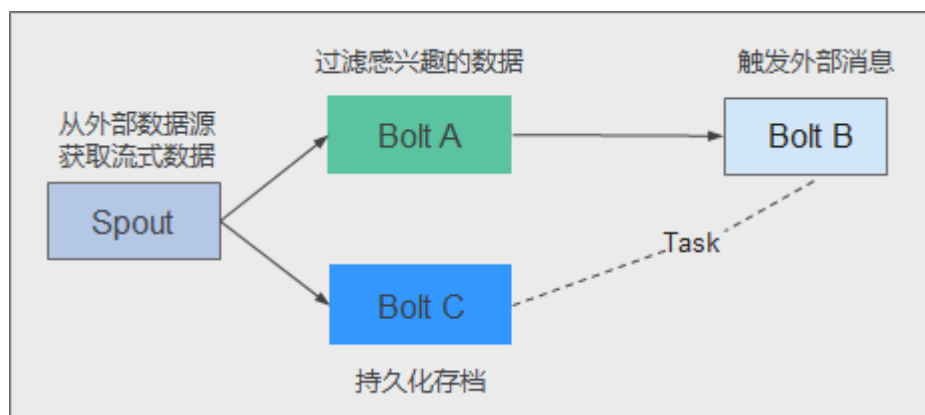 过滤感兴趣的数据
触发外部消息
从外部数据源
获取流式数据
Bolt A
Bolt B
Spout
Task
Bolt C
持久化存档